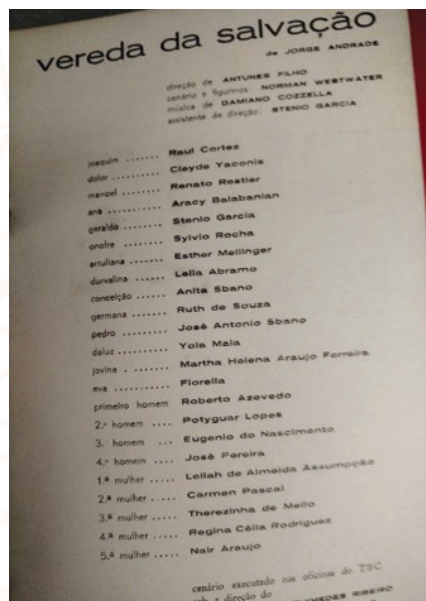 vereda da salvação
de JORGE ANDRADE
direção de ANTUNES FILHO
cenário e figurinos: NORMAN WESTWATER
música de DAMIANO COZZELLA
assistente de direção: STENIO GARCIA
joaquim ....... Raul Cortez
dolor .......... Cleyde Yaconis
manoel ........ Renato Restier
ana ........... Aracy Balabanian
geraldo ........ Stenio Garcia
onofre ........ Sylvio Rocha
artuliana ...... Esther Mellinger
durvalina ...... Lelia Abramo
conceição ...... Anita Sbano
germana ....... Ruth de Souza
pedro ......... José Antonio Sbano
daluz .......... Yola Maia
jovina . ....... Martha Helena Araujo Ferreira
eva ........... Fiorella
primeiro homem Roberto Azevedo
2.º homem .... Potyguar Lopes
3.º homem ... Eugenio do Nascimento
4.º homem .... José Pereira
1.ª mulher ..... Leilah de Almeida Assumpção
2.ª mulher ..... Carmen Pascal
3.ª mulher ..... Therezinha de Mello
4.ª mulher ..... Regina Célia Rodriguez
5.ª mulher ..... Nair Araujo
cenário executado nas oficinas do TBC
sob a direção do
RIBEIRO